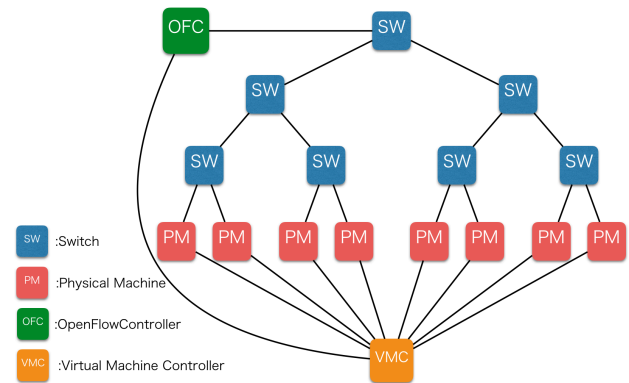 OFC
SW
SW
SW
SW
SW
SW
SW
PM
PM
PM
PM
PM
PM
PM
PM
SW :Switch
PM :Physical Machine
OFC :OpenFlowController
VMC :Virtual Machine Controller
VMC